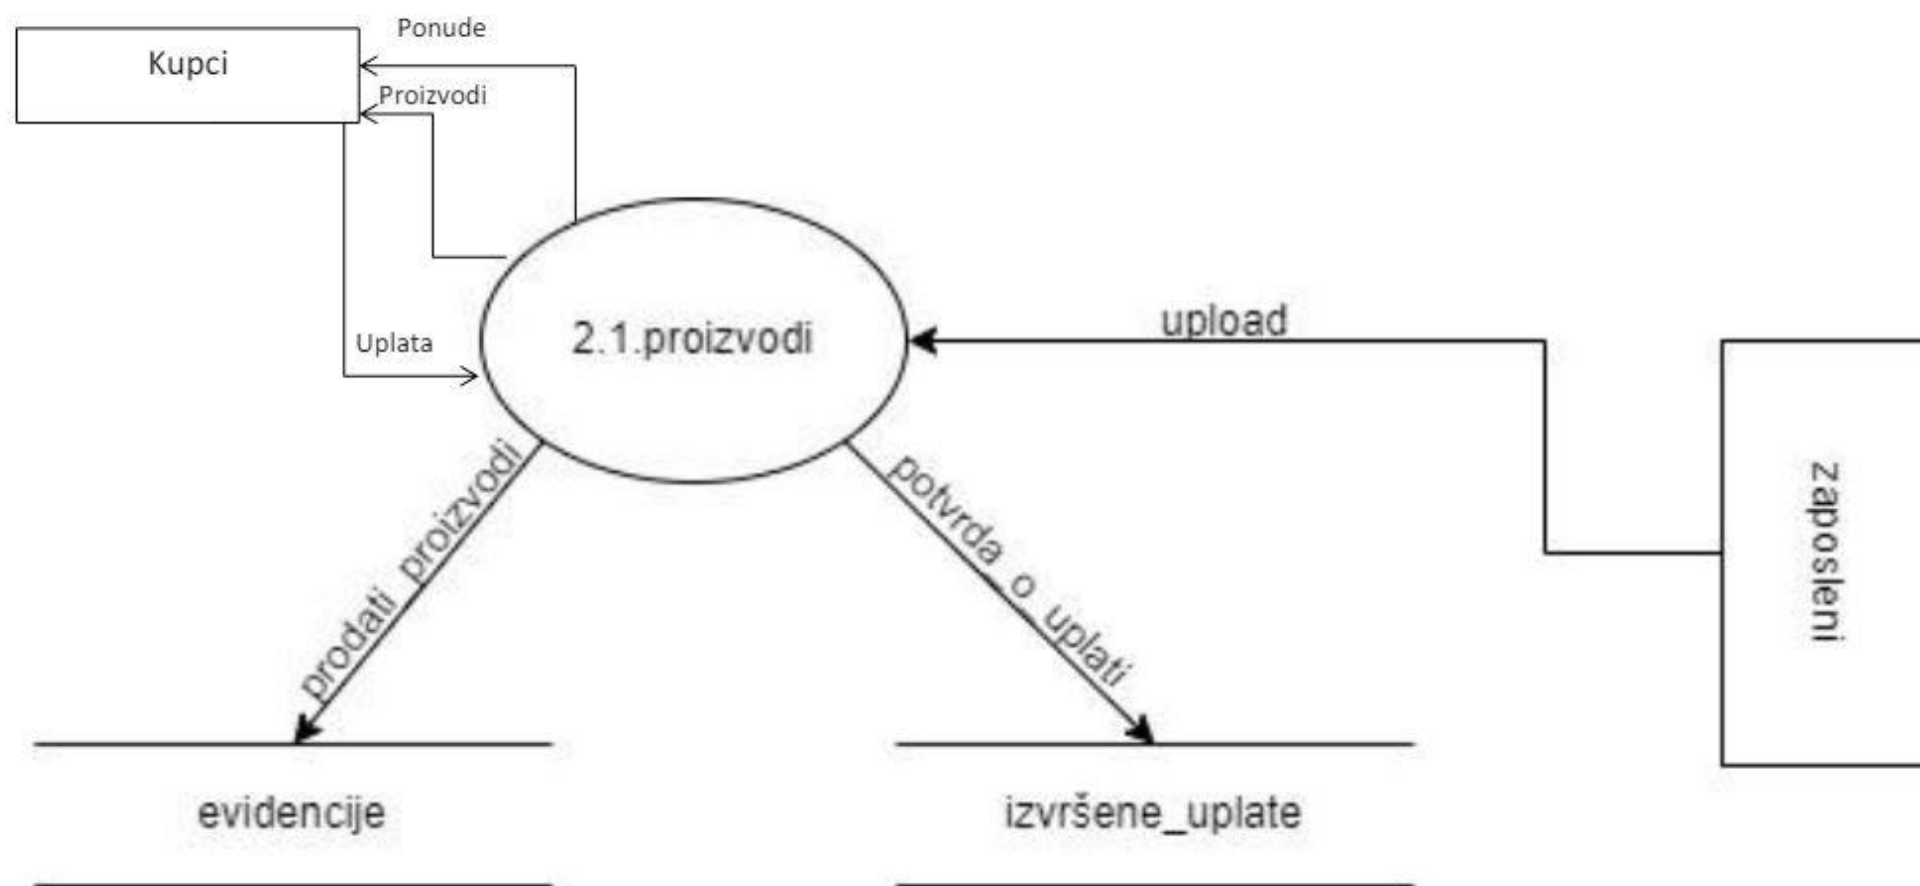 Ponude
Kupci
Proizvodi
Uplata
2.1.proizvodi
upload
zaposleni
prodati_proizvodi
potvrda_o_uplati
evidencije
izvršene_uplate